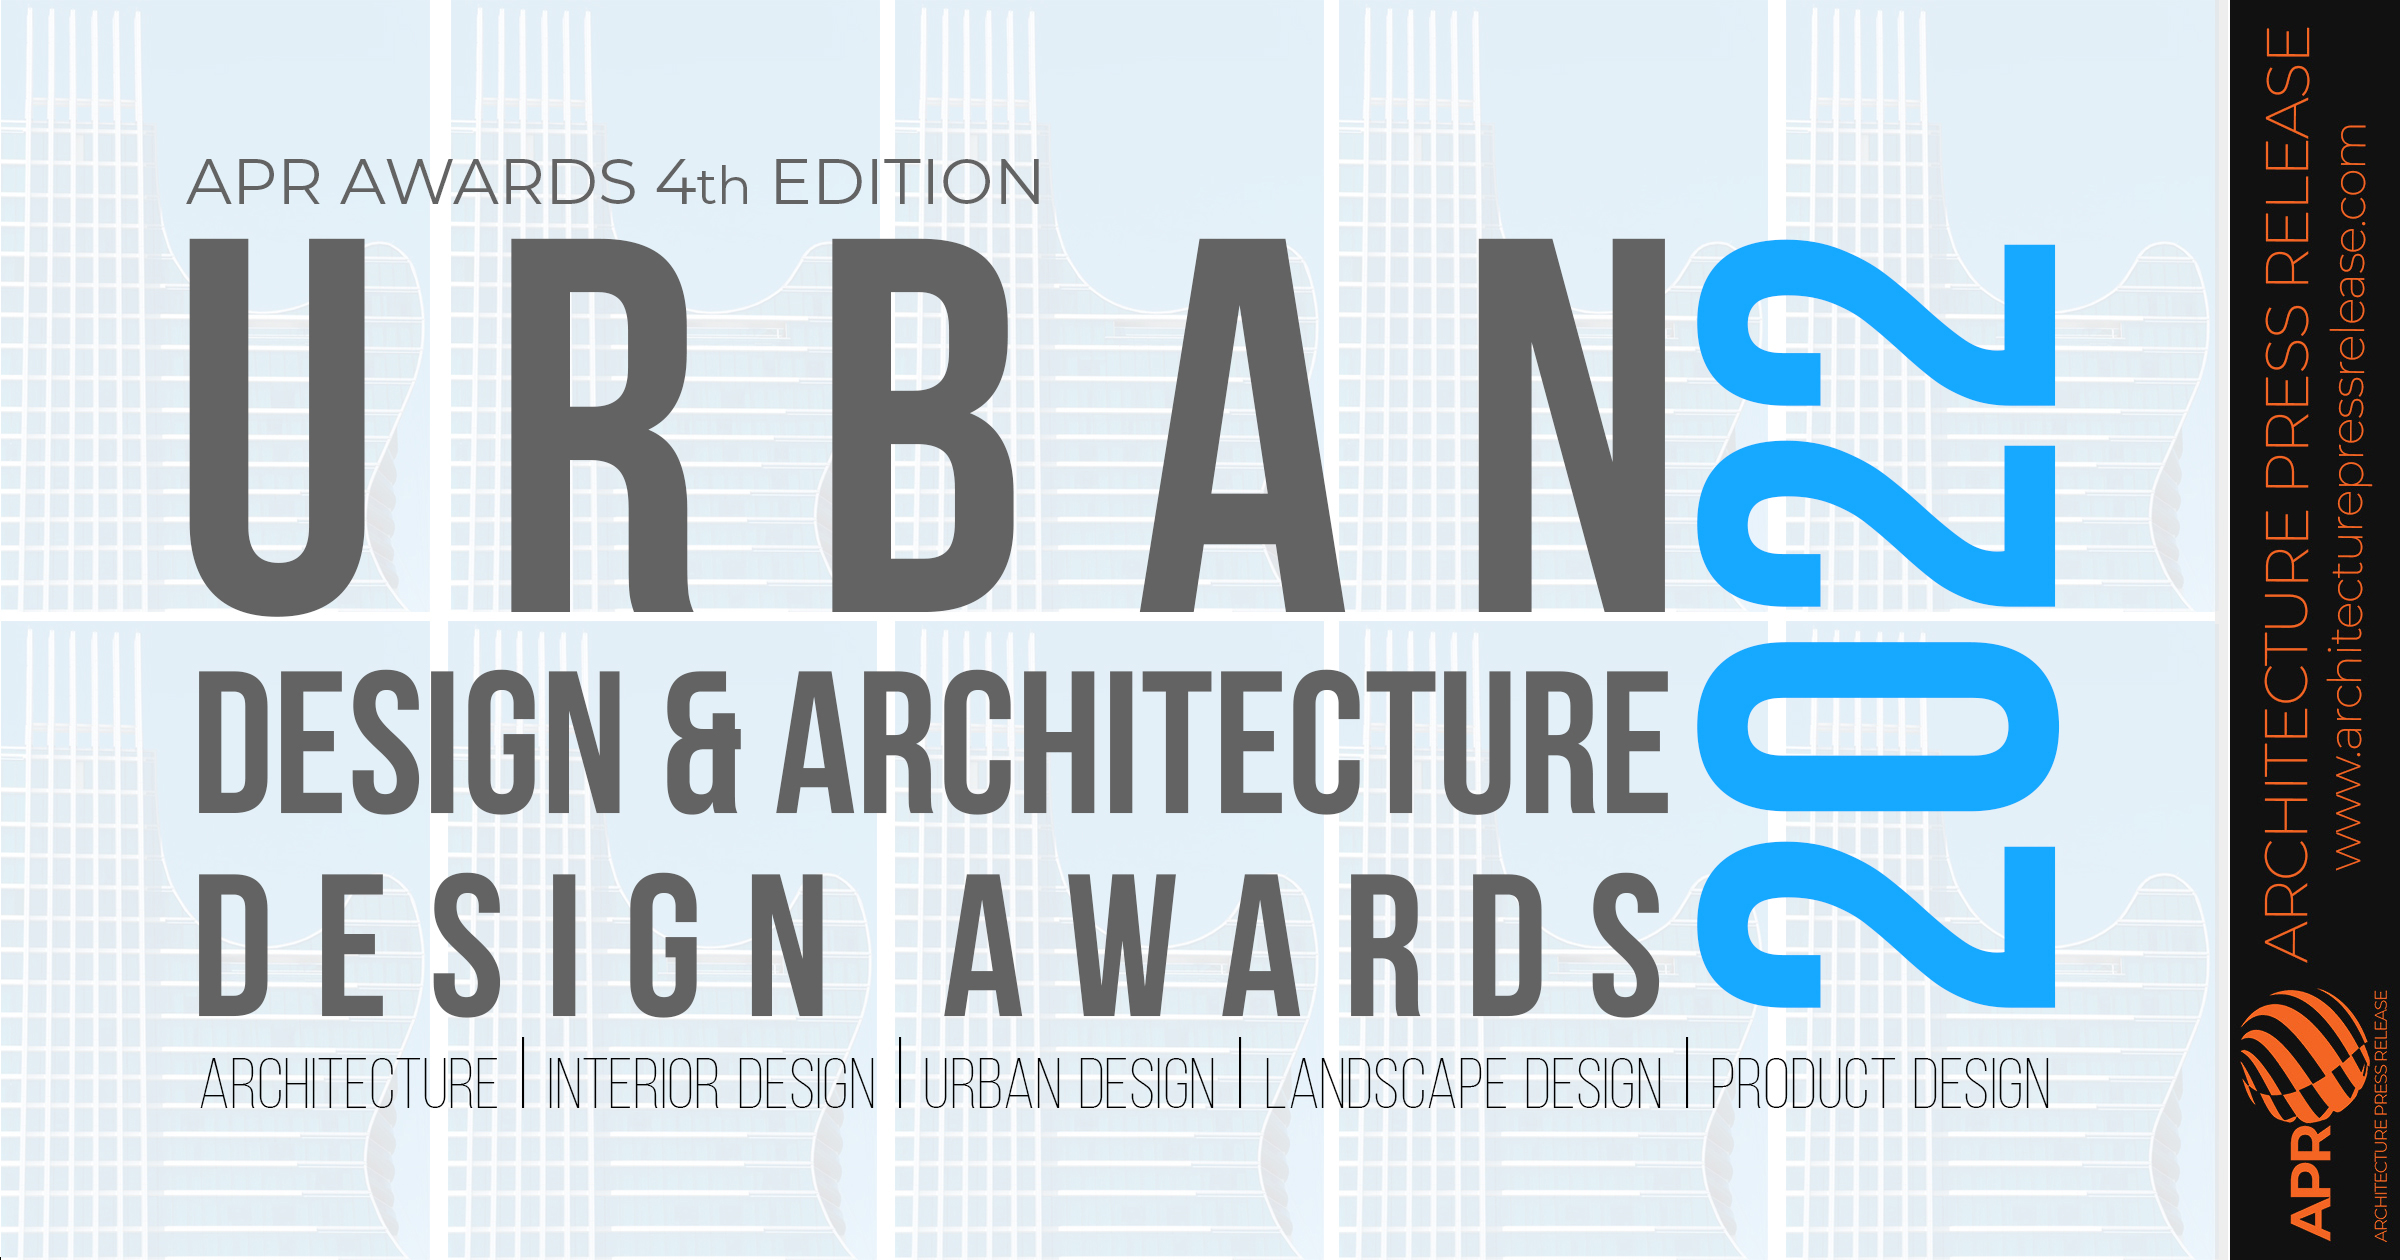 APR AWARDS 4th EDITION
URBAN
2022
DESIGN & ARCHITECTURE
DESIGN AWARDS
ARCHITECTURE | INTERIOR DESIGN | URBAN DESIGN | LANDSCAPE DESIGN | PRODUCT DESIGN
ARCHITECTURE PRESS RELEASE
www.architecturepressrelease.com
APR
ARCHITECTURE PRESS RELEASE